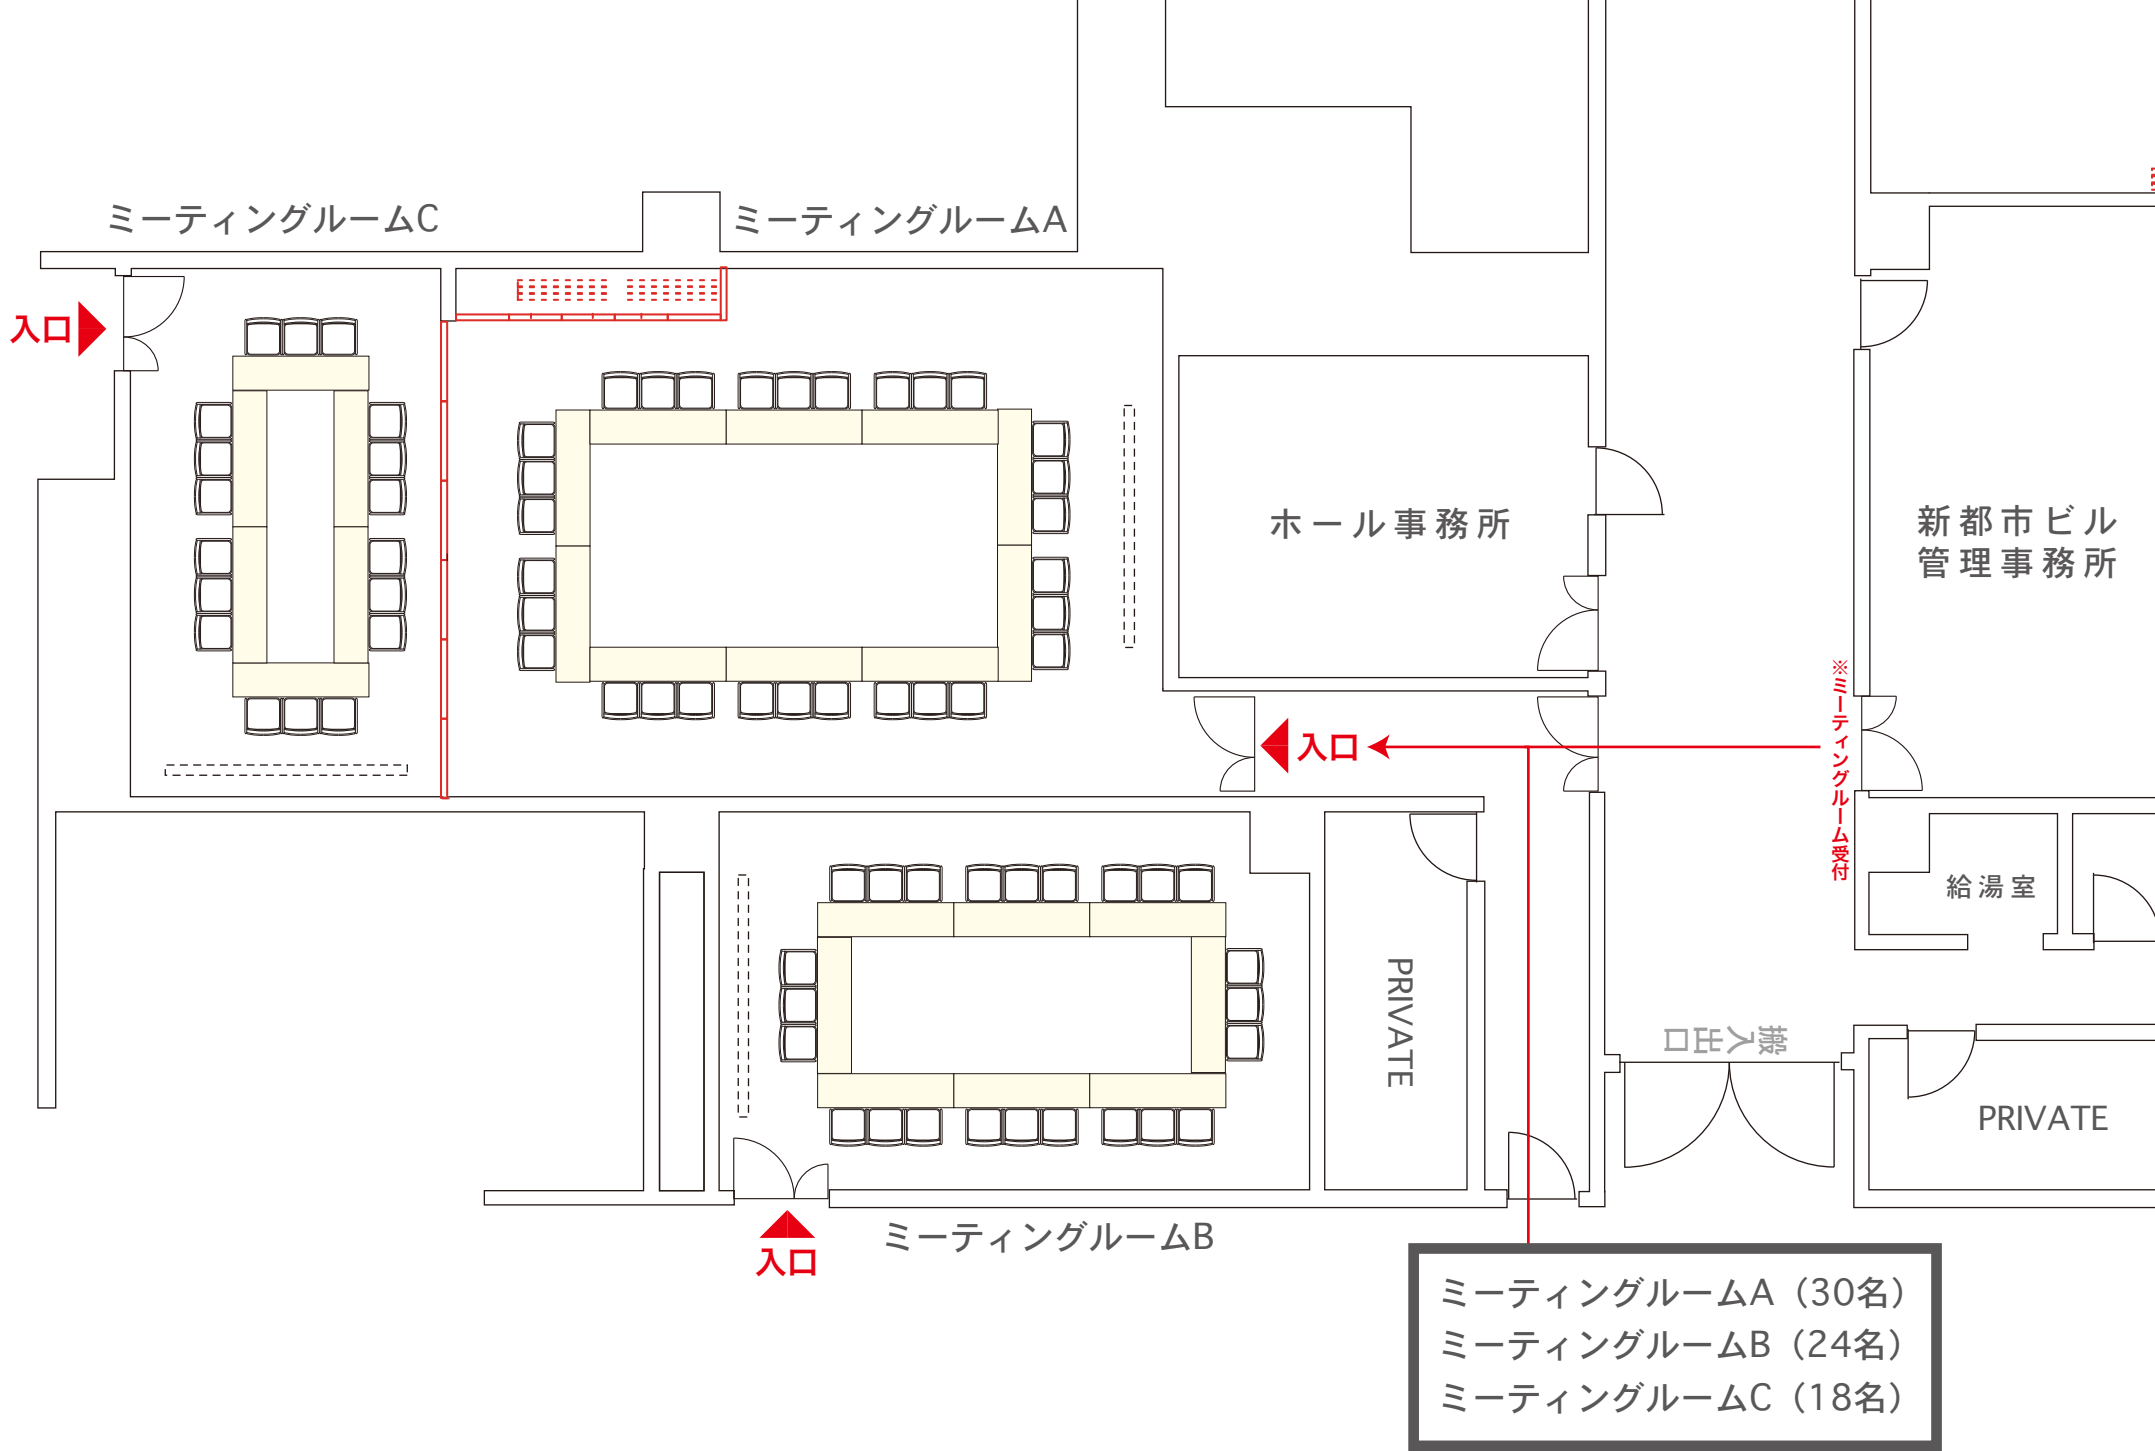 ミーティングルームC
ミーティングルームA
入口
ホール事務所
新都市ビル
管理事務所
入口
※ミーティングルーム受付
給湯室
PRIVATE
搬入出口
PRIVATE
ミーティングルームB
入口
ミーティングルームA（30名）
ミーティングルームB（24名）
ミーティングルームC（18名）